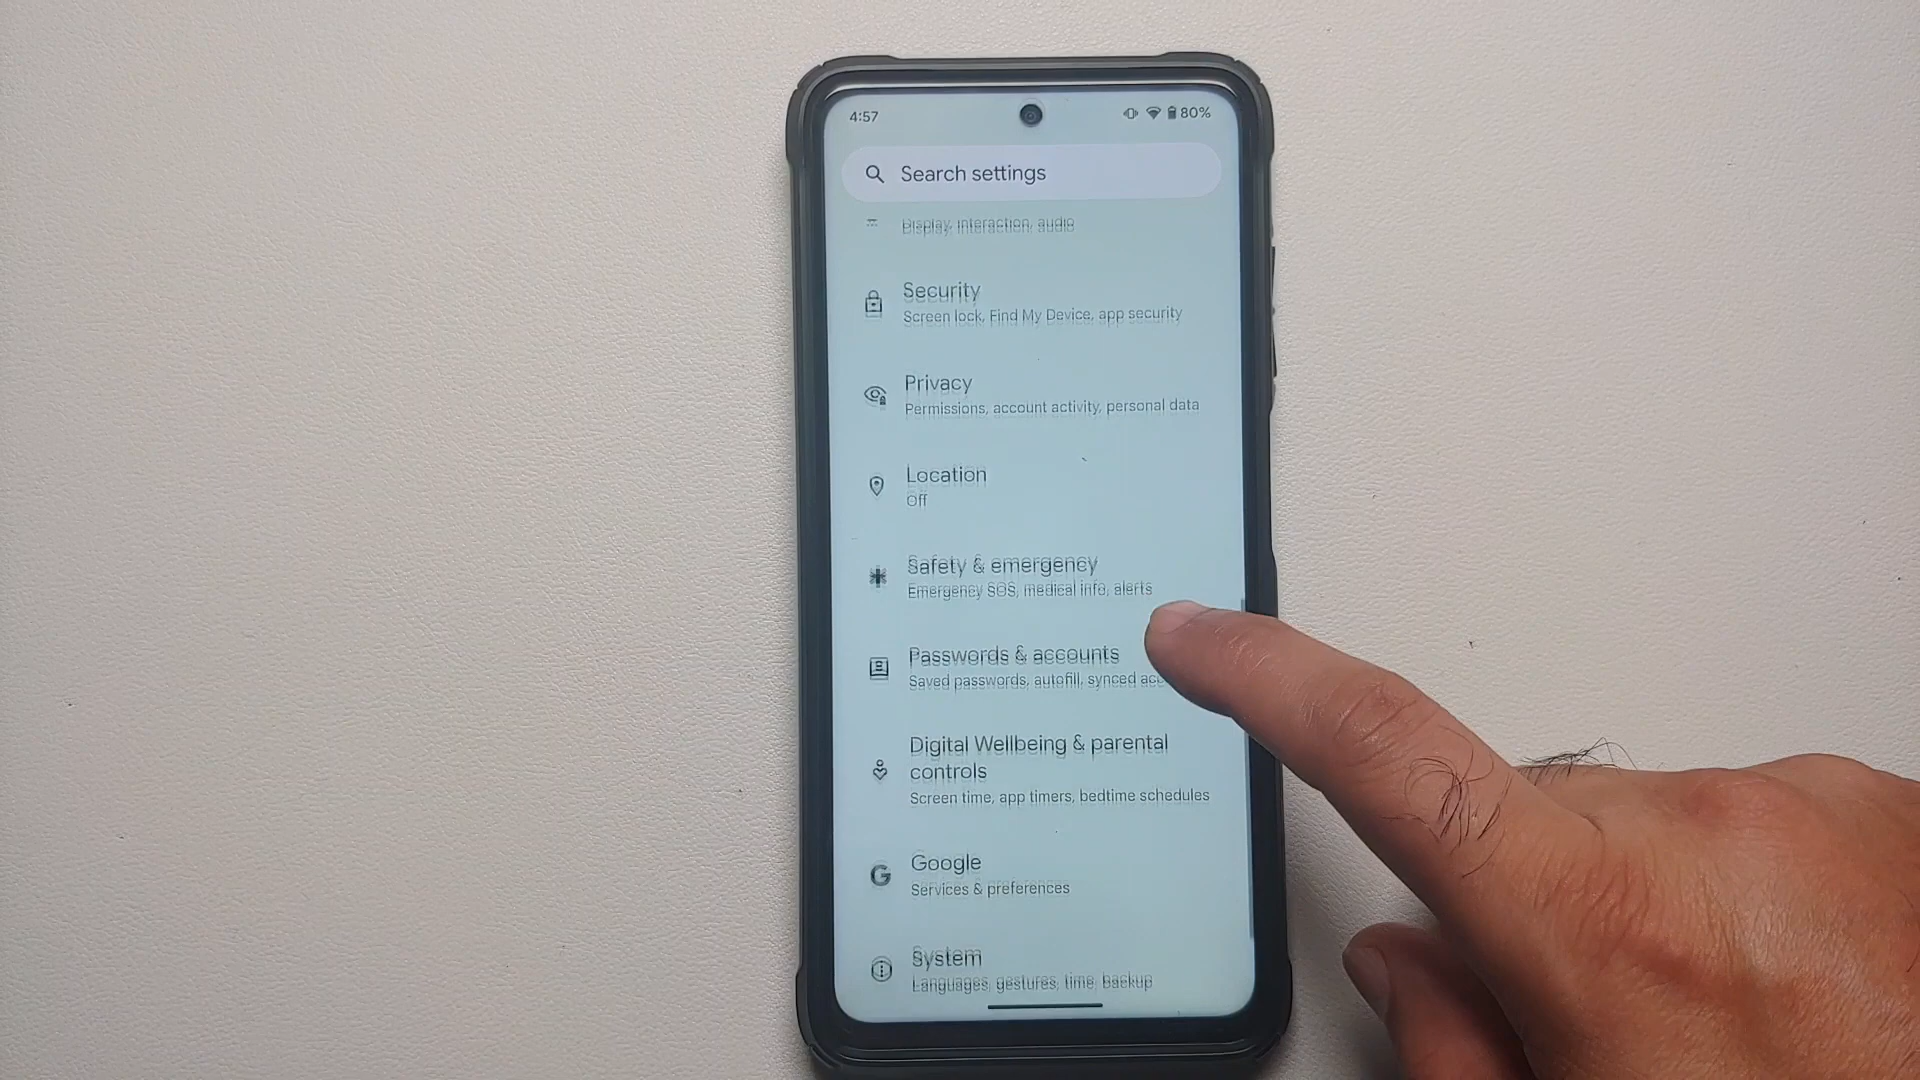 4:57
80%
Search settings
Display, interaction, audio
Security
Screen lock, Find My Device, app security
Privacy
Permissions, account activity, personal data
Location
Off
Safety & emergency
Emergency SOS, medical info, alerts
Passwords & accounts
Saved passwords, autofill, synced
Digital Wellbeing & parental
controls
Screen time, app timers, bedtime schedules
Google
Services & preferences
System
Languages, gestures, time, backup